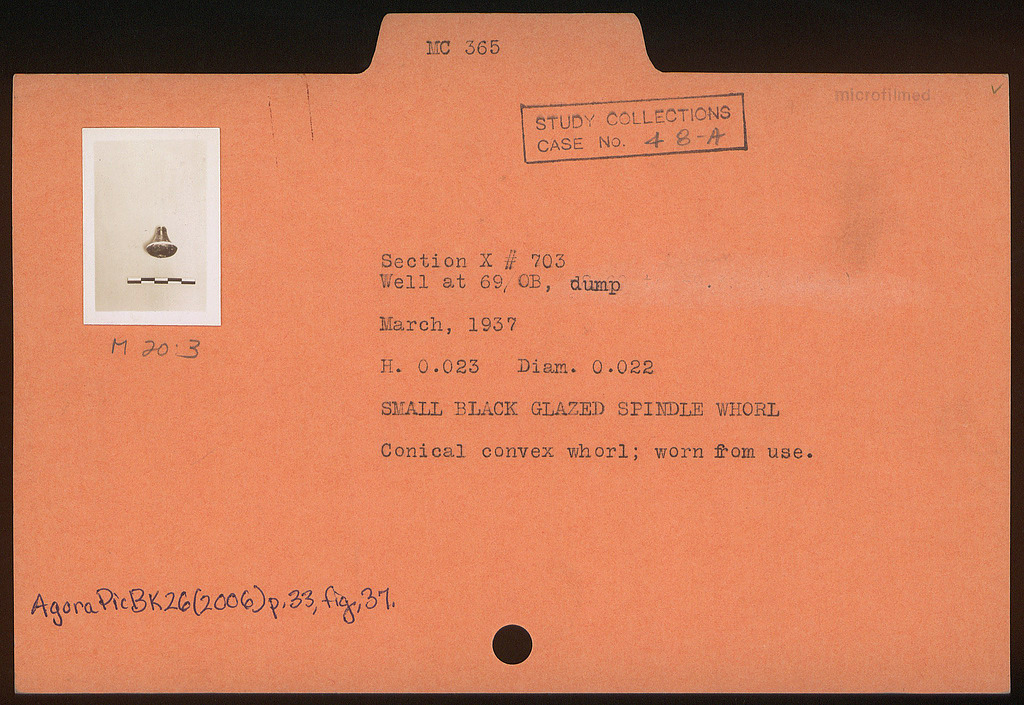 MC 365
microfilmed
STUDY COLLECTIONS
CASE No. 48-A
Section X # 703
Well at 69/OB, dump
March, 1937
M 20·3
H. 0.023 Diam. 0.022
SMALL BLACK GLAZED SPINDLE WHORL
Conical convex whorl; worn from use.
AgoraPicBK26(2006)p.33, fig.,37.